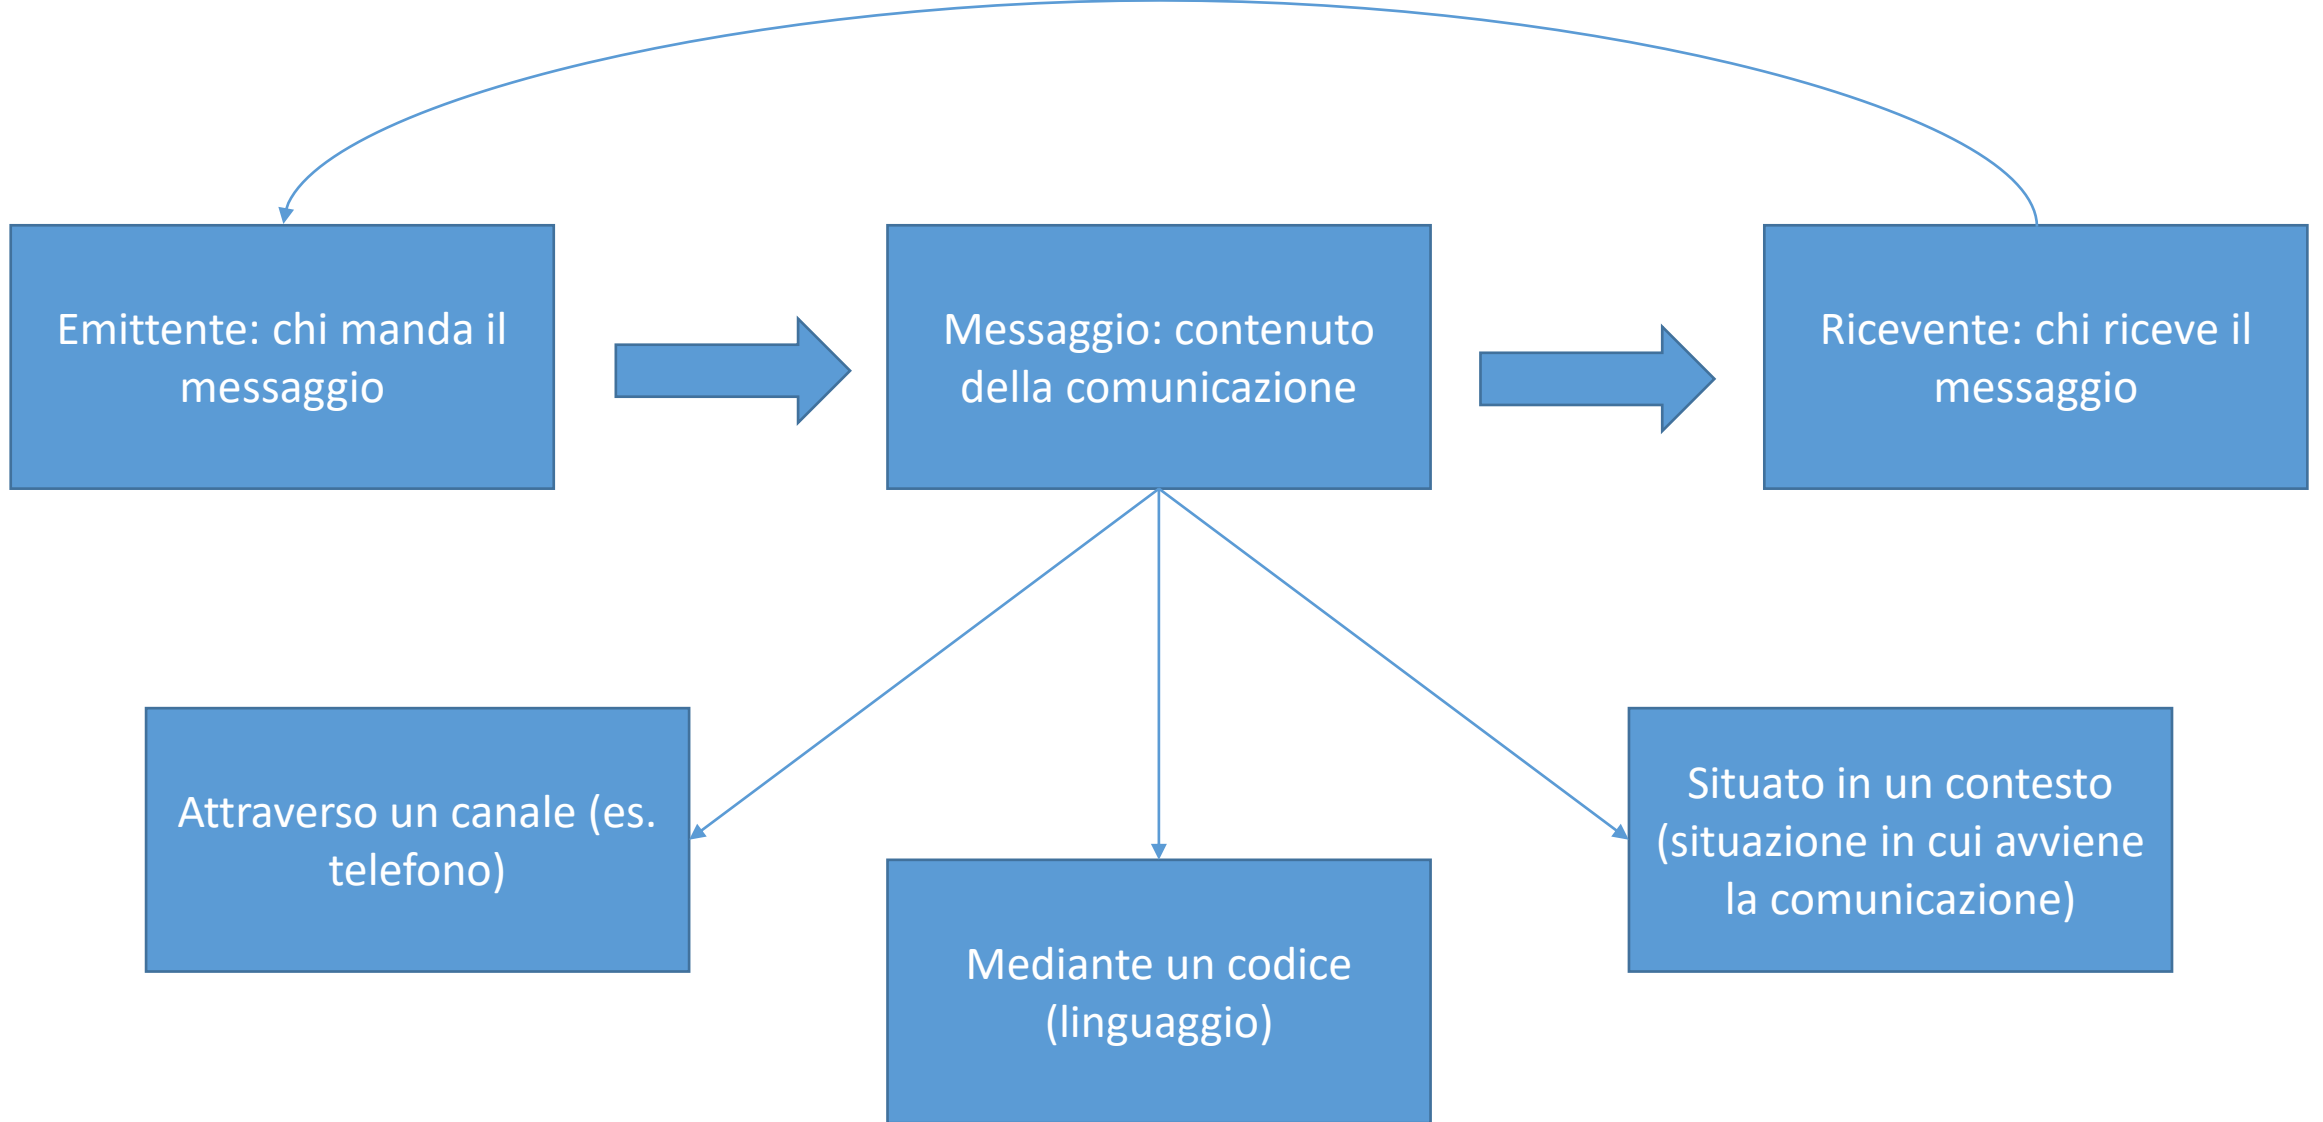 Emittente: chi manda il
messaggio
Messaggio: contenuto
della comunicazione
Ricevente: chi riceve il
messaggio
Attraverso un canale (es.
telefono)
Mediante un codice
(linguaggio)
Situato in un contesto
(situazione in cui avviene
la comunicazione)